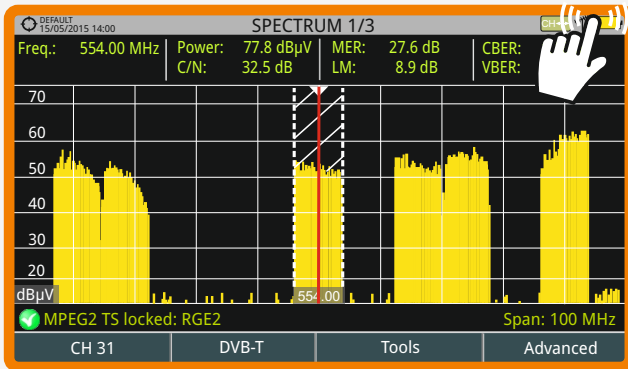 DEFAULT
15/05/2015 14:00
SPECTRUM 1/3
CH
Freq.: 554.00 MHz
Power: 77.8 dBµV
MER: 27.6 dB
CBER:
C/N: 32.5 dB
LM: 8.9 dB
VBER:
70
60
50
40
30
20
dBµV
554.00
MPEG2 TS locked: RGE2
Span: 100 MHz
CH 31
DVB-T
Tools
Advanced